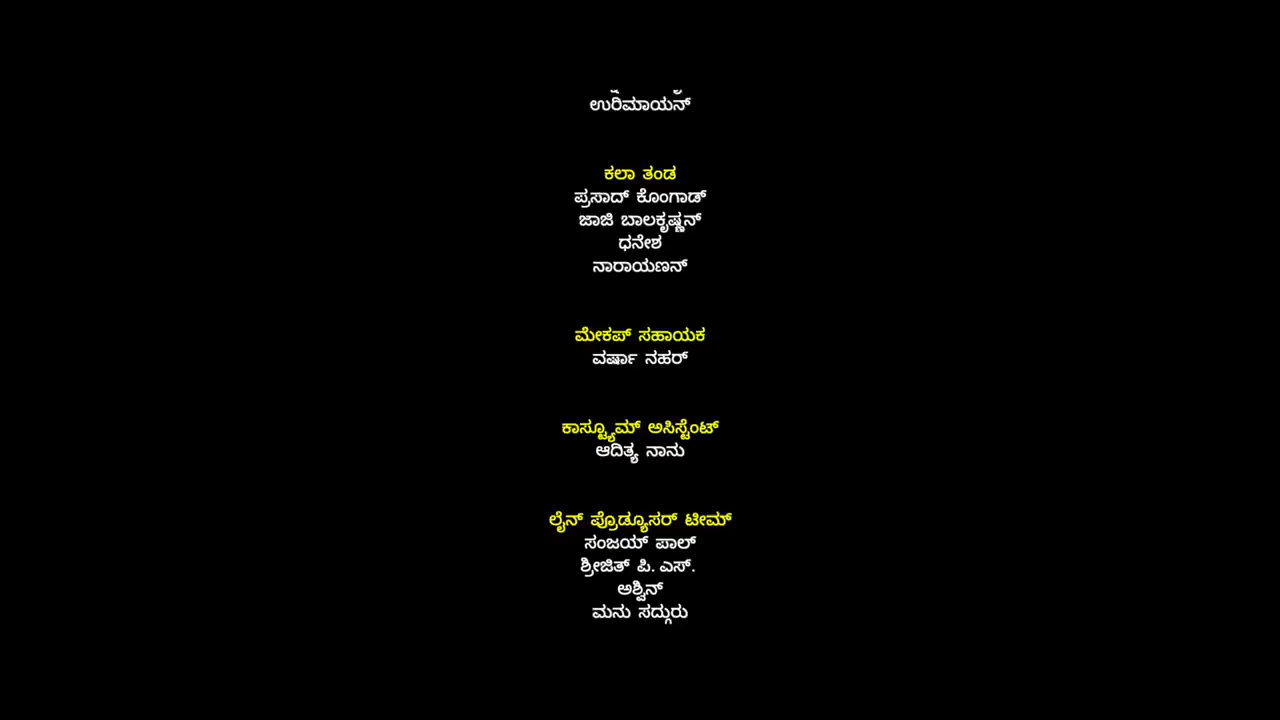 ಉರಿಮಾಯನ್
ಕಲಾ ತಂಡ
ಪ್ರಸಾದ್ ಕೊಂಗಾಡ್
ಜಾಜಿ ಬಾಲಕೃಷ್ಣನ್
ಧನೇಶ
ನಾರಾಯಣನ್
ಮೇಕಪ್ ಸಹಾಯಕ
ವರ್ಷಾ ನಹರ್
ಕಾಸ್ಟ್ಯೂಮ್ ಅಸಿಸ್ಟೆಂಟ್
ಆದಿತ್ಯ ನಾನು
ಲೈನ್ ಪ್ರೊಡ್ಯೂಸರ್ ಟೀಮ್
ಸಂಜಯ್ ಪಾಲ್
ಶ್ರೀಜಿತ್ ಪಿ. ಎಸ್.
ಅಶ್ವಿನ್
ಮನು ಸದ್ಗುರು